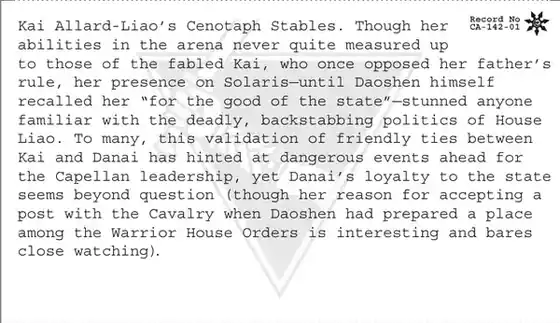 Kai Allard-Liao’s Cenotaph Stables. Though her
Record No
CA-142-01
abilities in the arena never quite measured up
to those of the fabled Kai, who once opposed her father’s
rule, her presence on Solaris—until Daoshen himself
recalled her “for the good of the state”—stunned anyone
familiar with the deadly, backstabbing politics of House
Liao. To many, this validation of friendly ties between
Kai and Danai has hinted at dangerous events ahead for
the Capellan leadership, yet Danai’s loyalty to the state
seems beyond question (though her reason for accepting a
post with the Cavalry when Daoshen had prepared a place
among the Warrior House Orders is interesting and bares
close watching).